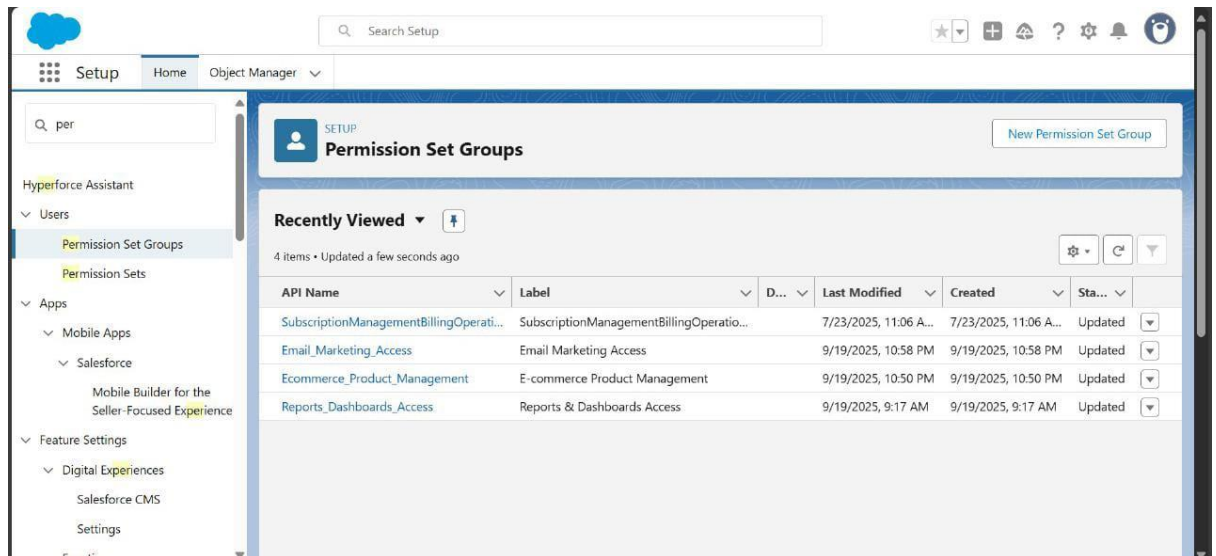 Search Setup
Setup
Home
Object Manager
per
Hyperforce Assistant
Users
Permission Set Groups
Permission Sets
Apps
Mobile Apps
Salesforce
Mobile Builder for the
Seller-Focused Experience
Feature Settings
Digital Experiences
Salesforce CMS
Settings
SETUP
Permission Set Groups
New Permission Set Group
Recently Viewed
4 items • Updated a few seconds ago
API Name Label D... Last Modified Created Sta...
SubscriptionManagementBillingOperati... SubscriptionManagementBillingOperatio... 7/23/2025, 11:06 A... 7/23/2025, 11:06 A... Updated
Email_Marketing_Access Email Marketing Access 9/19/2025, 10:58 PM 9/19/2025, 10:58 PM Updated
Ecommerce_Product_Management E-commerce Product Management 9/19/2025, 10:50 PM 9/19/2025, 10:50 PM Updated
Reports_Dashboards_Access Reports & Dashboards Access 9/19/2025, 9:17 AM 9/19/2025, 9:17 AM Updated